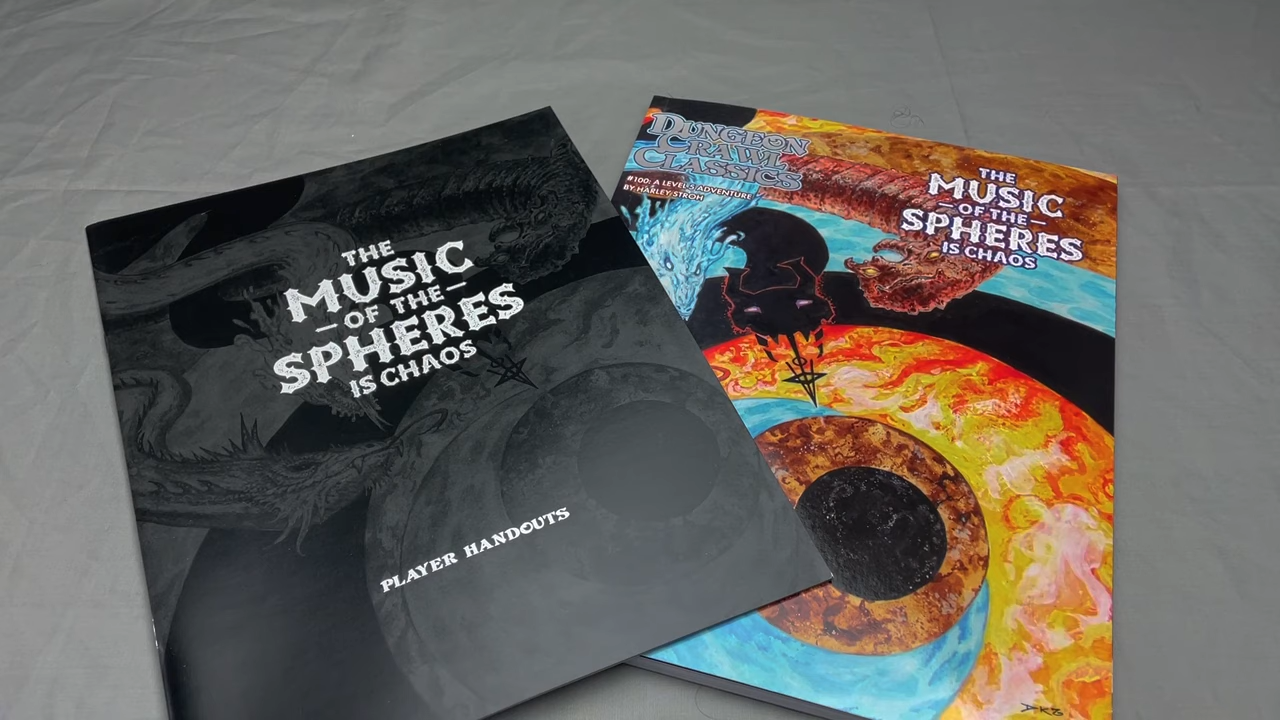 THE
MUSIC
- OF THE -
SPHERES
IS CHAOS
PLAYER HANDOUTS
DUNGEON
CRAWL
CLASSICS
#100: A LEVEL 5 ADVENTURE
BY HARLEY STROH
THE
MUSIC
- OF THE -
SPHERES
IS CHAOS
DKZ